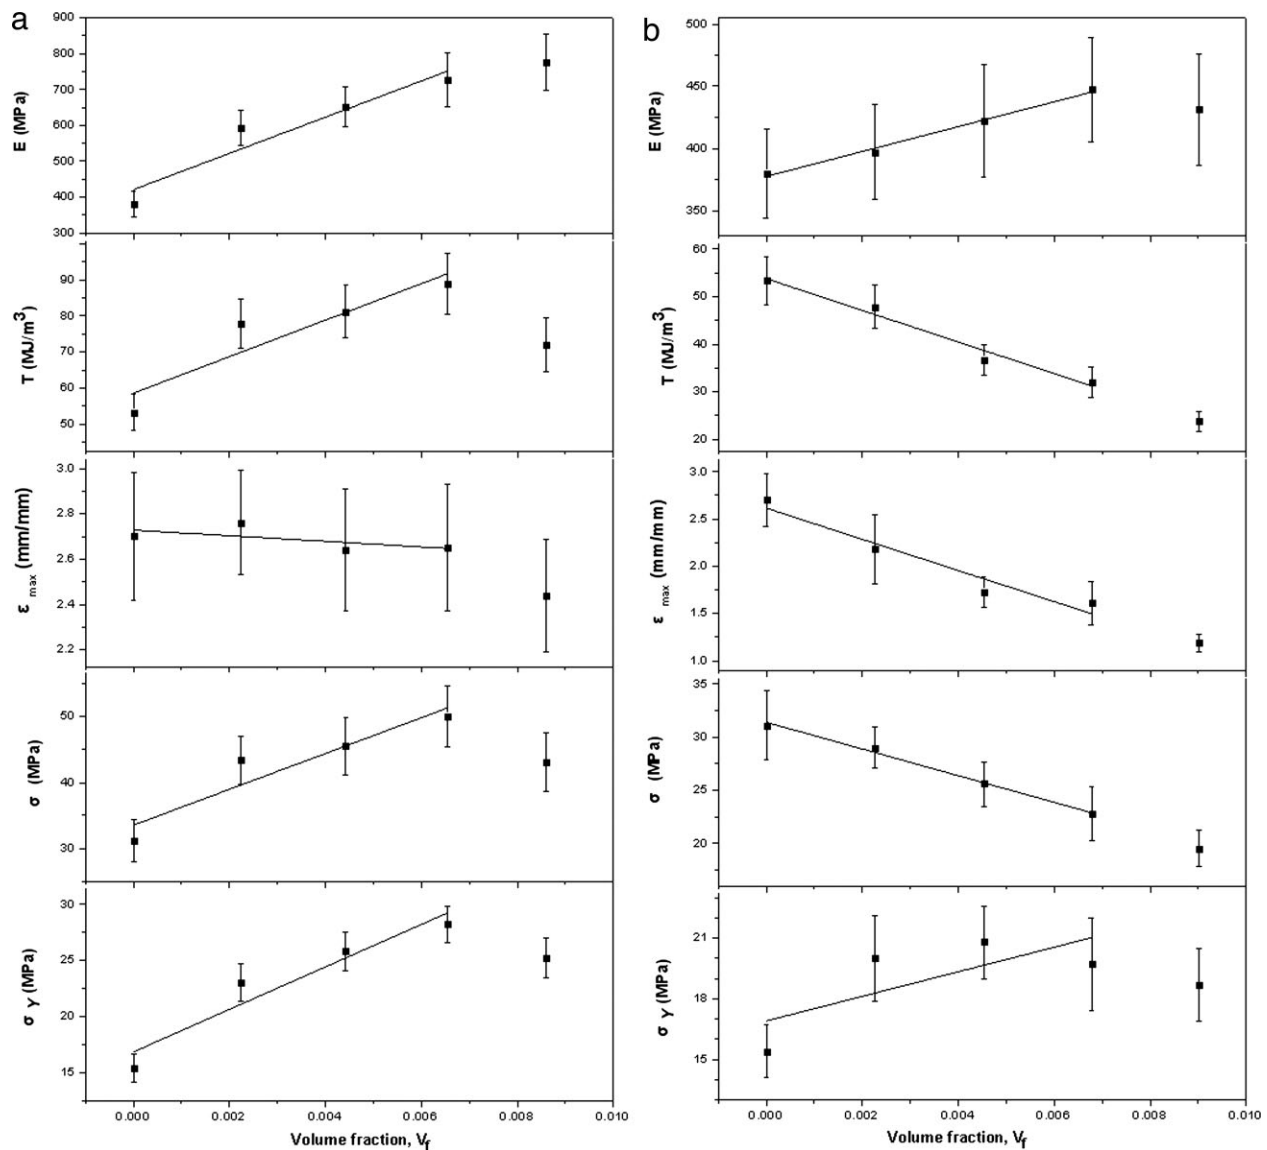 a
900
800
700
600
500
400
300
E (MPa)
90
80
70
60
50
T (MJ/m³)
3.0
2.8
2.6
2.4
2.2
ε max (mm/mm)
50
40
30
σ (MPa)
30
25
20
15
σ Y (MPa)
0.000 0.002 0.004 0.006 0.008 0.010
Volume fraction, Vf
b
500
450
400
350
E (MPa)
60
50
40
30
20
T (MJ/m³)
3.0
2.5
2.0
1.5
1.0
ε max (mm/mm)
35
30
25
20
σ (MPa)
21
18
15
σ Y (MPa)
0.000 0.002 0.004 0.006 0.008 0.010
Volume fraction, Vf